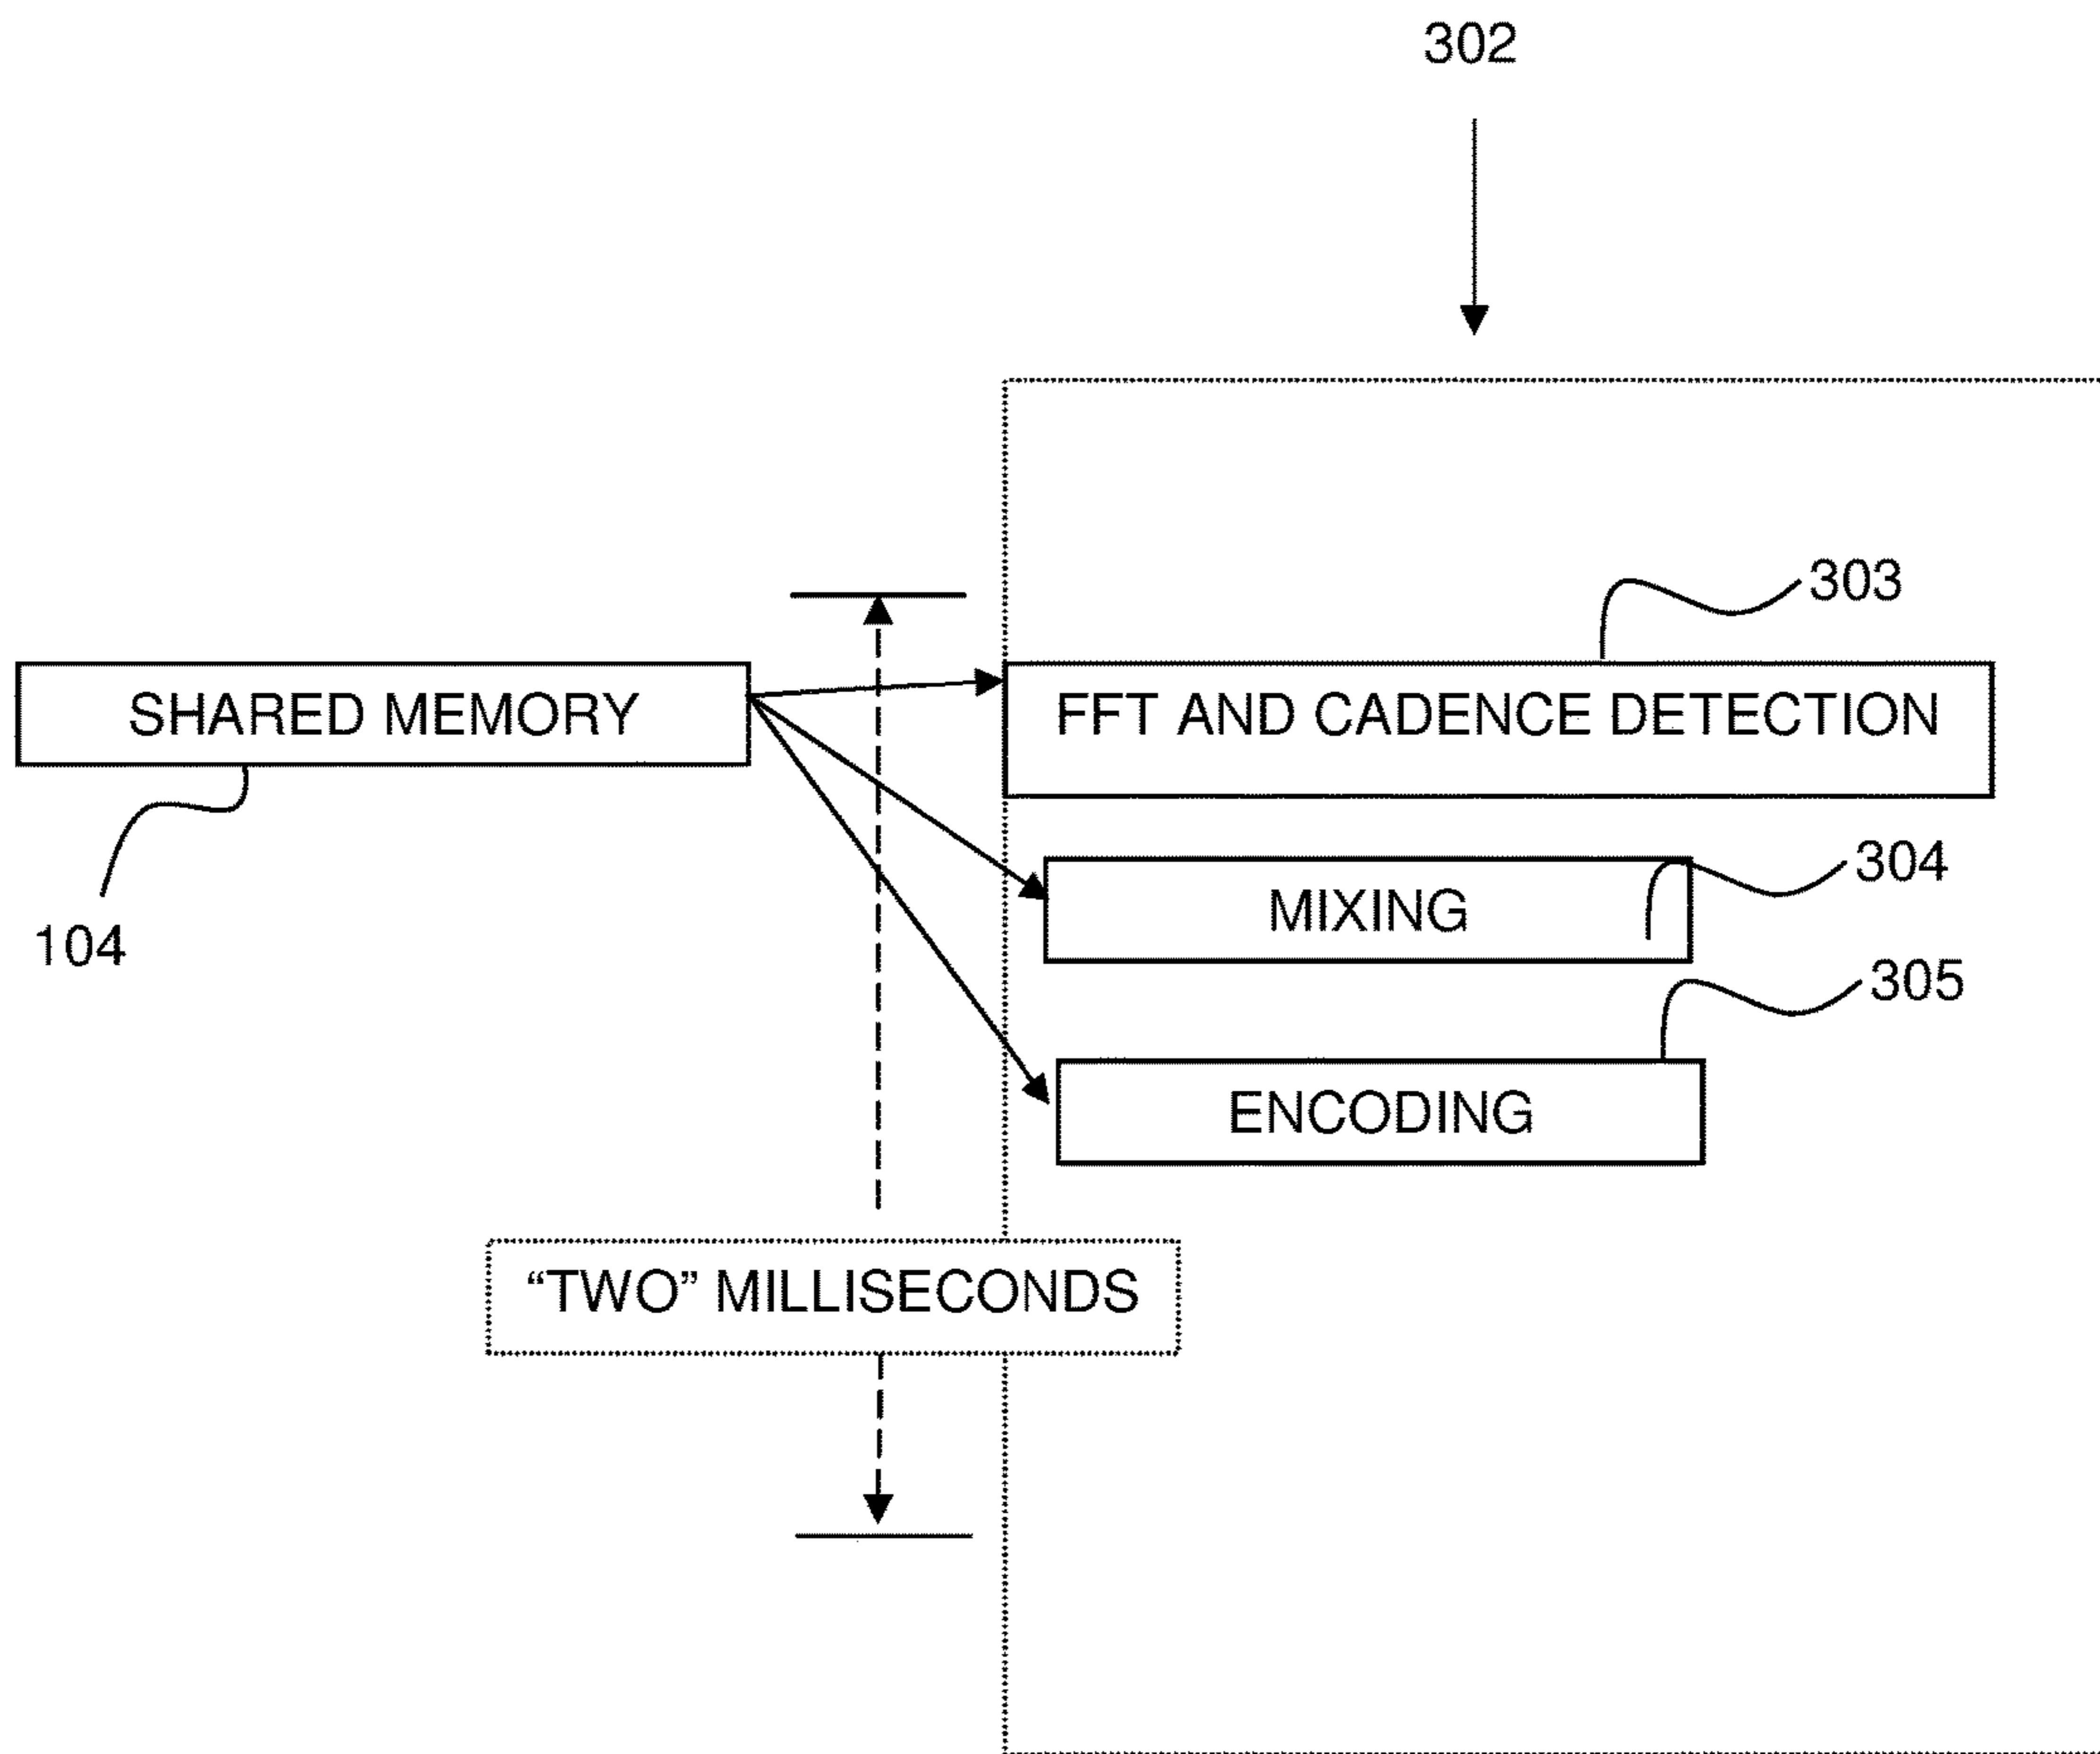 302
303
SHARED MEMORY
FFT AND CADENCE DETECTION
304
MIXING
104
305
ENCODING
“TWO” MILLISECONDS